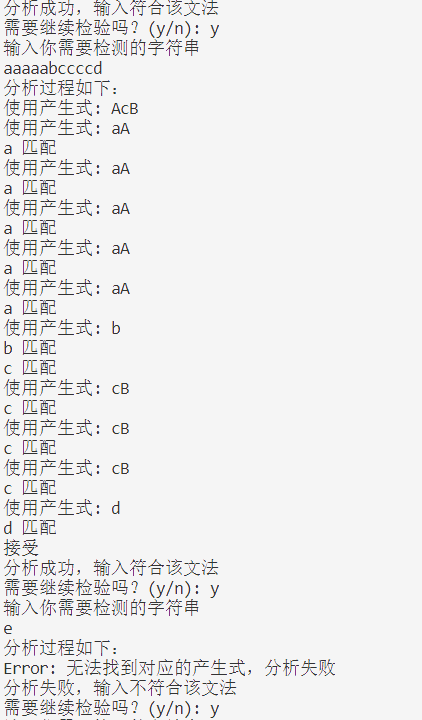 分析成功，输入符合该文法
需要继续检验吗？(y/n): y
输入你需要检测的字符串
aaaaabccccd
分析过程如下：
使用产生式: AcB
使用产生式: aA
a 匹配
使用产生式: aA
a 匹配
使用产生式: aA
a 匹配
使用产生式: aA
a 匹配
使用产生式: aA
a 匹配
使用产生式: b
b 匹配
c 匹配
使用产生式: cB
c 匹配
使用产生式: cB
c 匹配
使用产生式: cB
c 匹配
使用产生式: d
d 匹配
接受
分析成功，输入符合该文法
需要继续检验吗？(y/n): y
输入你需要检测的字符串
e
分析过程如下：
Error: 无法找到对应的产生式，分析失败
分析失败，输入不符合该文法
需要继续检验吗？(y/n): y